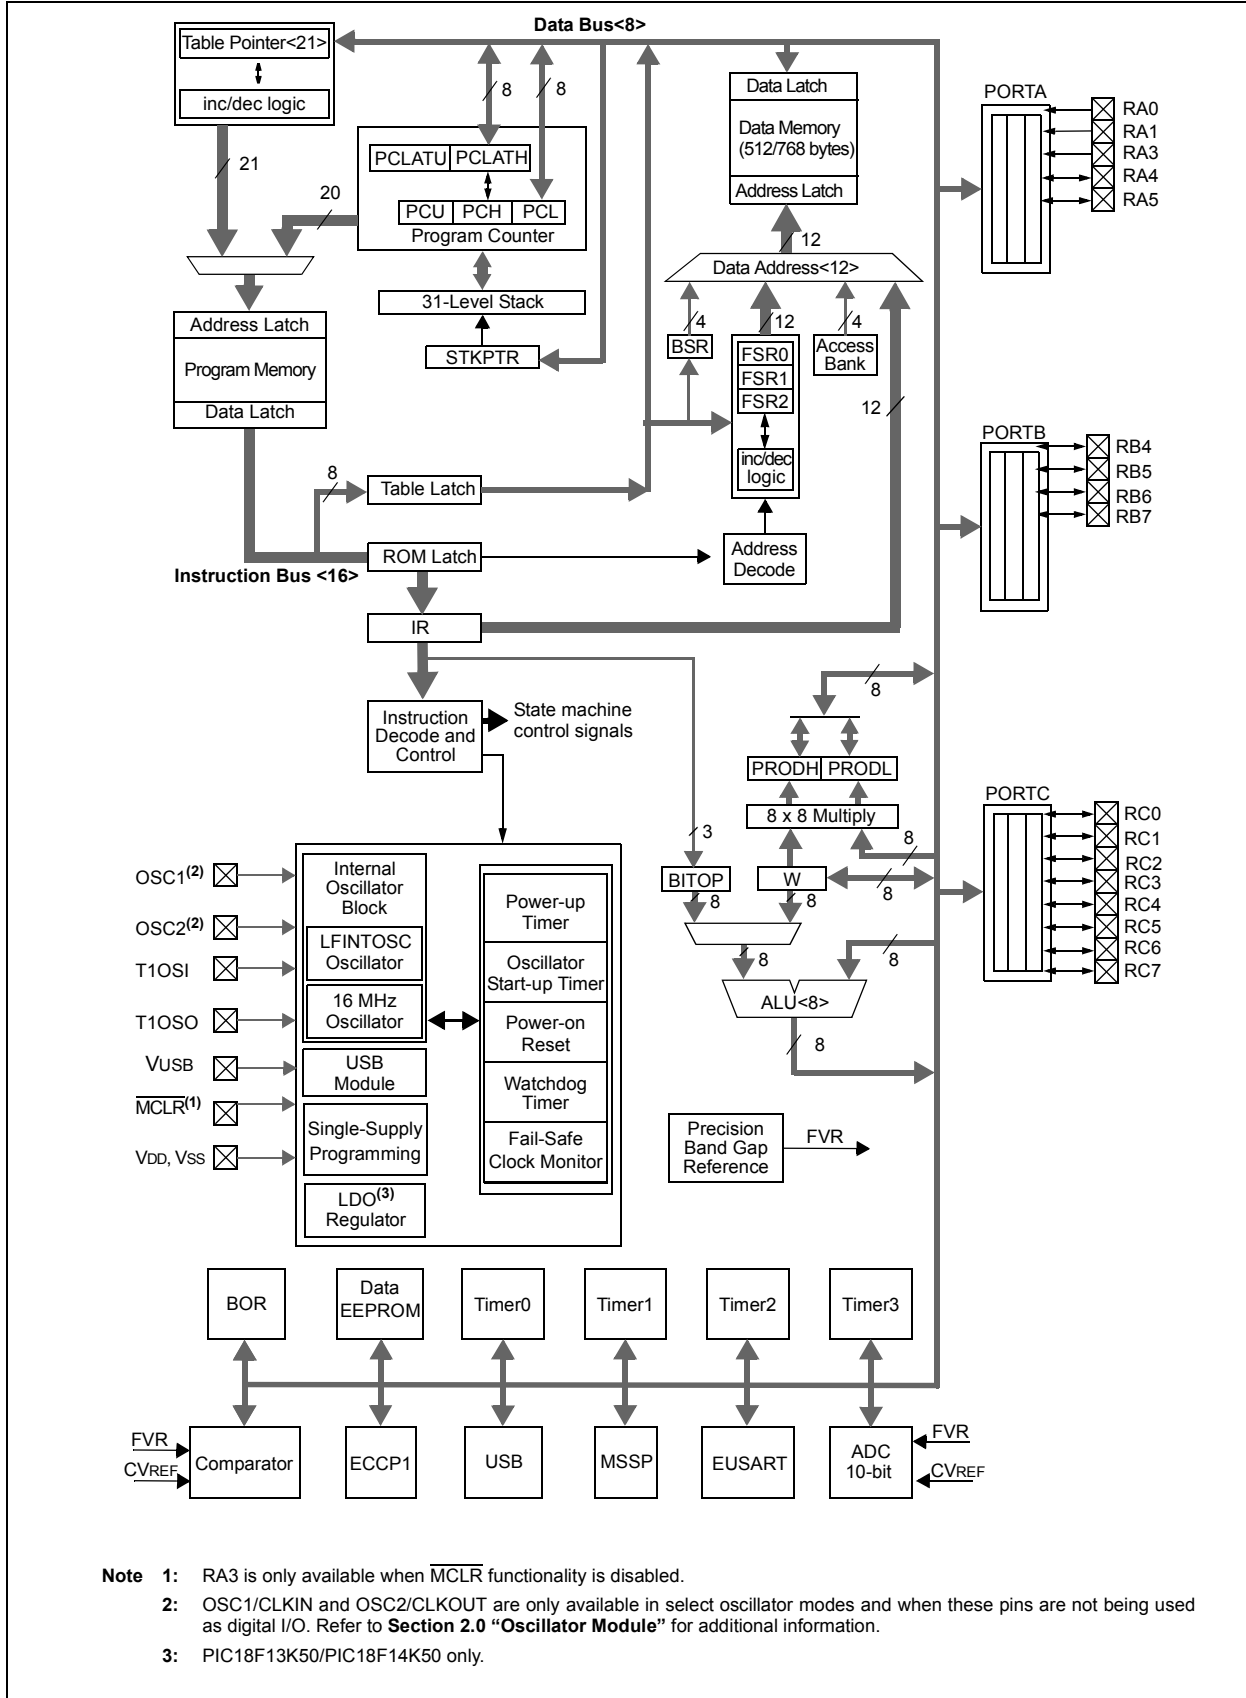 Data Bus<8>
Table Pointer<21>
inc/dec logic
21
20
8
8
PCLATU PCLATH
PCU PCH PCL
Program Counter
31-Level Stack
STKPTR
Data Latch
Data Memory
(512/768 bytes)
Address Latch
12
Data Address<12>
4
12
4
BSR
FSR0
FSR1
FSR2
inc/dec
logic
Access
Bank
12
Address Latch
Program Memory
Data Latch
8
Table Latch
ROM Latch
Instruction Bus <16>
IR
Address
Decode
Instruction
Decode and
Control
State machine
control signals
PORTA
RA0
RA1
RA3
RA4
RA5
PORTB
RB4
RB5
RB6
RB7
PORTC
RC0
RC1
RC2
RC3
RC4
RC5
RC6
RC7
8
PRODH PRODL
8 x 8 Multiply
3
8
BITOP
W
8
8
8
8
8
ALU<8>
8
OSC1(2)
OSC2(2)
T1OSI
T1OSO
VUSB
MCLR(1)
VDD, VSS
Internal
Oscillator
Block
LFINTOSC
Oscillator
16 MHz
Oscillator
USB
Module
Single-Supply
Programming
LDO(3)
Regulator
Power-up
Timer
Oscillator
Start-up Timer
Power-on
Reset
Watchdog
Timer
Fail-Safe
Clock Monitor
Precision
Band Gap
Reference
FVR
BOR
Data
EEPROM
Timer0
Timer1
Timer2
Timer3
FVR
CVREF
Comparator
ECCP1
USB
MSSP
EUSART
ADC
10-bit
FVR
CVREF
Note 1: RA3 is only available when MCLR functionality is disabled.
2: OSC1/CLKIN and OSC2/CLKOUT are only available in select oscillator modes and when these pins are not being used
as digital I/O. Refer to Section 2.0 “Oscillator Module” for additional information.
3: PIC18F13K50/PIC18F14K50 only.